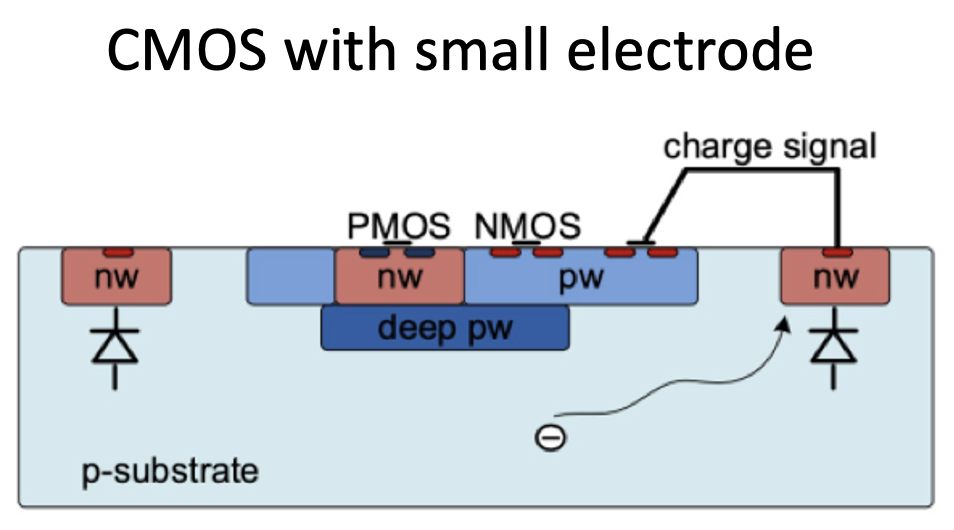 CMOS with small electrode
charge signal
PMOS NMOS
nw nw pw nw
deep pw
p-substrate